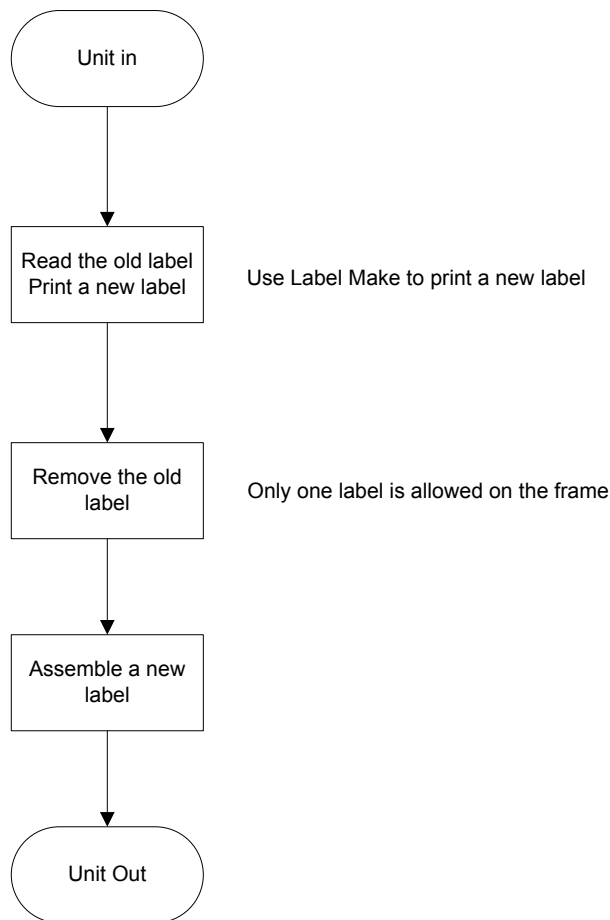 Unit in
Read the old label
Print a new label
Use Label Make to print a new label
Remove the old
label
Only one label is allowed on the frame
Assemble a new
label
Unit Out